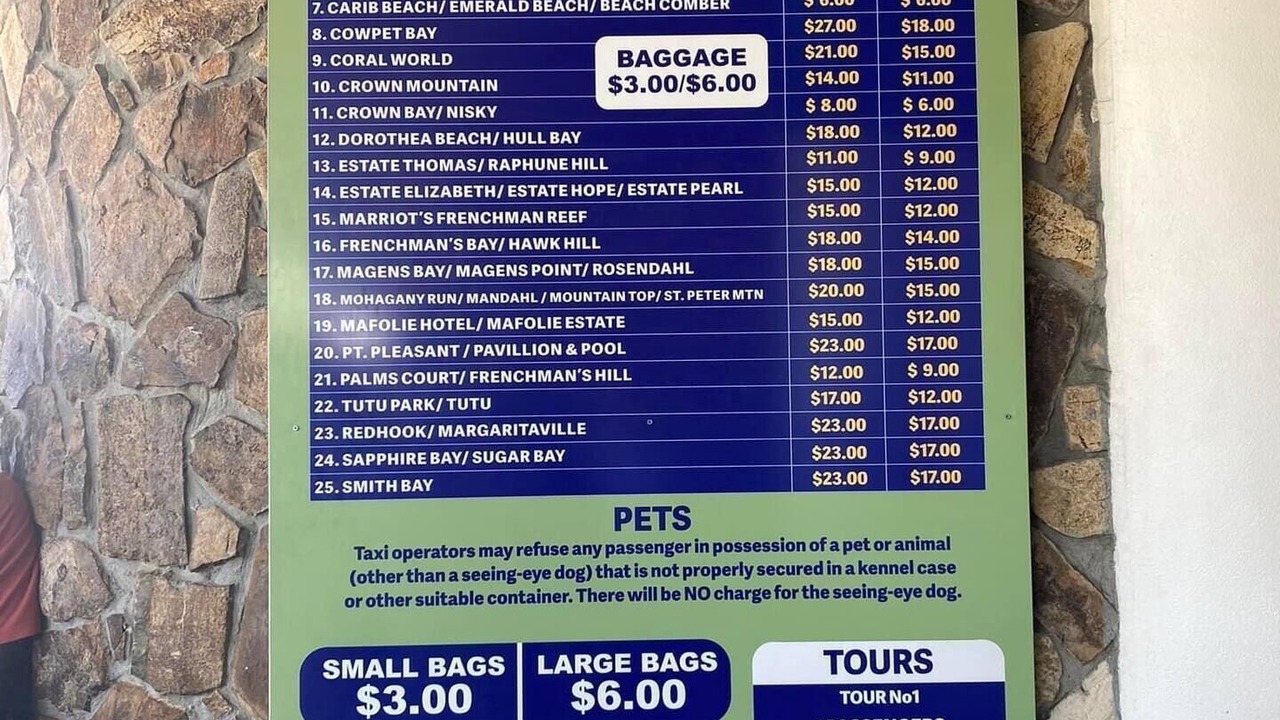 7. CARIB BEACH/ EMERALD BEACH/ BEACH COMBER $ 6.00 $ 6.00
8. COWPET BAY $27.00 $18.00
9. CORAL WORLD $21.00 $15.00
BAGGAGE
$3.00/$6.00
10. CROWN MOUNTAIN $14.00 $11.00
11. CROWN BAY/ NISKY $ 8.00 $ 6.00
12. DOROTHEA BEACH/ HULL BAY $18.00 $12.00
13. ESTATE THOMAS/ RAPHUNE HILL $11.00 $ 9.00
14. ESTATE ELIZABETH/ ESTATE HOPE/ ESTATE PEARL $15.00 $12.00
15. MARRIOT'S FRENCHMAN REEF $15.00 $12.00
16. FRENCHMAN'S BAY/ HAWK HILL $18.00 $14.00
17. MAGENS BAY/ MAGENS POINT/ ROSENDAHL $18.00 $15.00
18. MOHAGANY RUN/ MANDAHL / MOUNTAIN TOP/ ST. PETER MTN $20.00 $15.00
19. MAFOLIE HOTEL/ MAFOLIE ESTATE $15.00 $12.00
20. PT. PLEASANT / PAVILLION & POOL $23.00 $17.00
21. PALMS COURT/ FRENCHMAN'S HILL $12.00 $ 9.00
22. TUTU PARK/ TUTU $17.00 $12.00
23. REDHOOK/ MARGARITAVILLE $23.00 $17.00
24. SAPPHIRE BAY/ SUGAR BAY $23.00 $17.00
25. SMITH BAY $23.00 $17.00
PETS
Taxi operators may refuse any passenger in possession of a pet or animal
(other than a seeing-eye dog) that is not properly secured in a kennel case
or other suitable container. There will be NO charge for the seeing-eye dog.
SMALL BAGS
$3.00
LARGE BAGS
$6.00
TOURS
TOUR No1